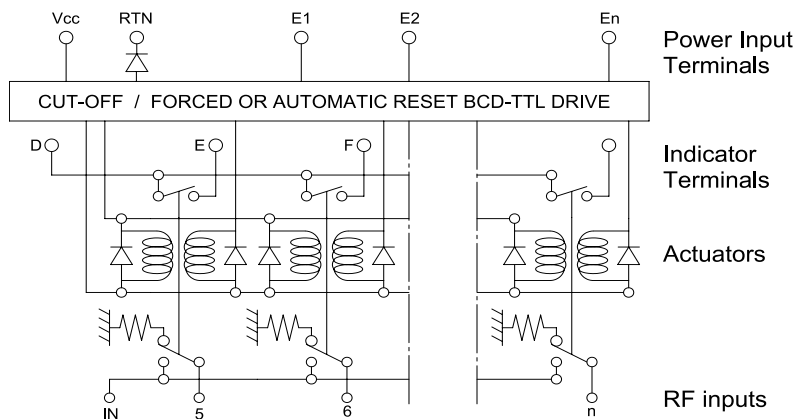 Vcc RTN E1 E2 En
Power Input
Terminals
CUT-OFF / FORCED OR AUTOMATIC RESET BCD-TTL DRIVE
D E F
Indicator
Terminals
Actuators
IN 5 6 n
RF inputs